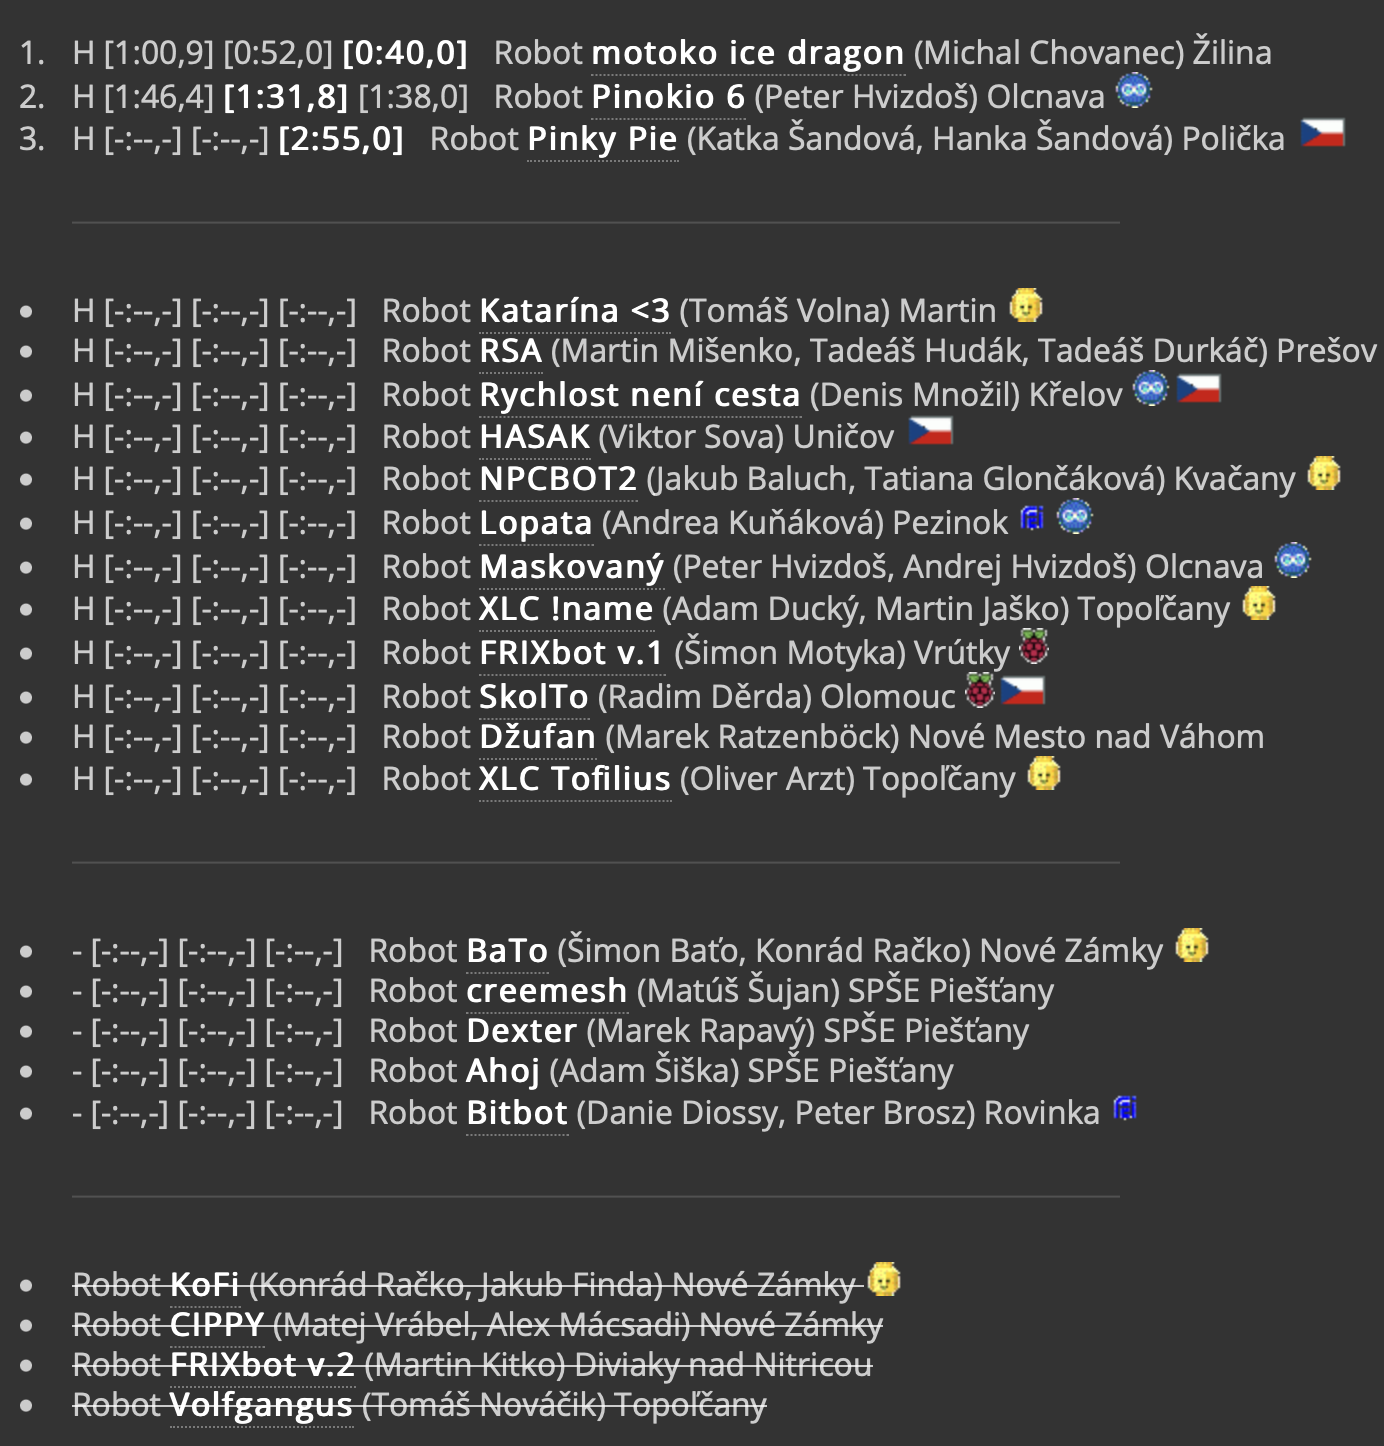 1. H [1:00,9] [0:52,0] [0:40,0] Robot motoko ice dragon (Michal Chovanec) Žilina
2. H [1:46,4] [1:31,8] [1:38,0] Robot Pinokio 6 (Peter Hvizdoš) Olcnava
3. H [-:--,-] [-:--,-] [2:55,0] Robot Pinky Pie (Katka Šandová, Hanka Šandová) Polička
• H [-:--,-] [-:--,-] [-:--,-] Robot Katarína <3 (Tomáš Volna) Martin
• H [-:--,-] [-:--,-] [-:--,-] Robot RSA (Martin Mišenko, Tadeáš Hudák, Tadeáš Durkáč) Prešov
• H [-:--,-] [-:--,-] [-:--,-] Robot Rychlost není cesta (Denis Množil) Křelov
• H [-:--,-] [-:--,-] [-:--,-] Robot HASAK (Viktor Sova) Uničov
• H [-:--,-] [-:--,-] [-:--,-] Robot NPCBOT2 (Jakub Baluch, Tatiana Glončáková) Kvačany
• H [-:--,-] [-:--,-] [-:--,-] Robot Lopata (Andrea Kuňáková) Pezinok
• H [-:--,-] [-:--,-] [-:--,-] Robot Maskovaný (Peter Hvizdoš, Andrej Hvizdoš) Olcnava
• H [-:--,-] [-:--,-] [-:--,-] Robot XLC !name (Adam Ducký, Martin Jaško) Topoľčany
• H [-:--,-] [-:--,-] [-:--,-] Robot FRIXbot v.1 (Šimon Motyka) Vrútky
• H [-:--,-] [-:--,-] [-:--,-] Robot SkolTo (Radim Děrda) Olomouc
• H [-:--,-] [-:--,-] [-:--,-] Robot Džufan (Marek Ratzenböck) Nové Mesto nad Váhom
• H [-:--,-] [-:--,-] [-:--,-] Robot XLC Tofilius (Oliver Arzt) Topoľčany
• - [-:--,-] [-:--,-] [-:--,-] Robot BaTo (Šimon Baťo, Konrád Račko) Nové Zámky
• - [-:--,-] [-:--,-] [-:--,-] Robot creemesh (Matúš Šujan) SPŠE Piešťany
• - [-:--,-] [-:--,-] [-:--,-] Robot Dexter (Marek Rapavý) SPŠE Piešťany
• - [-:--,-] [-:--,-] [-:--,-] Robot Ahoj (Adam Šiška) SPŠE Piešťany
• - [-:--,-] [-:--,-] [-:--,-] Robot Bitbot (Danie Diossy, Peter Brosz) Rovinka
• Robot KoFi (Konrád Račko, Jakub Finda) Nové Zámky
• Robot CIPPY (Matej Vrábel, Alex Mácsadi) Nové Zámky
• Robot FRIXbot v.2 (Martin Kitko) Diviaky nad Nitricou
• Robot Volfgangus (Tomáš Nováčik) Topoľčany